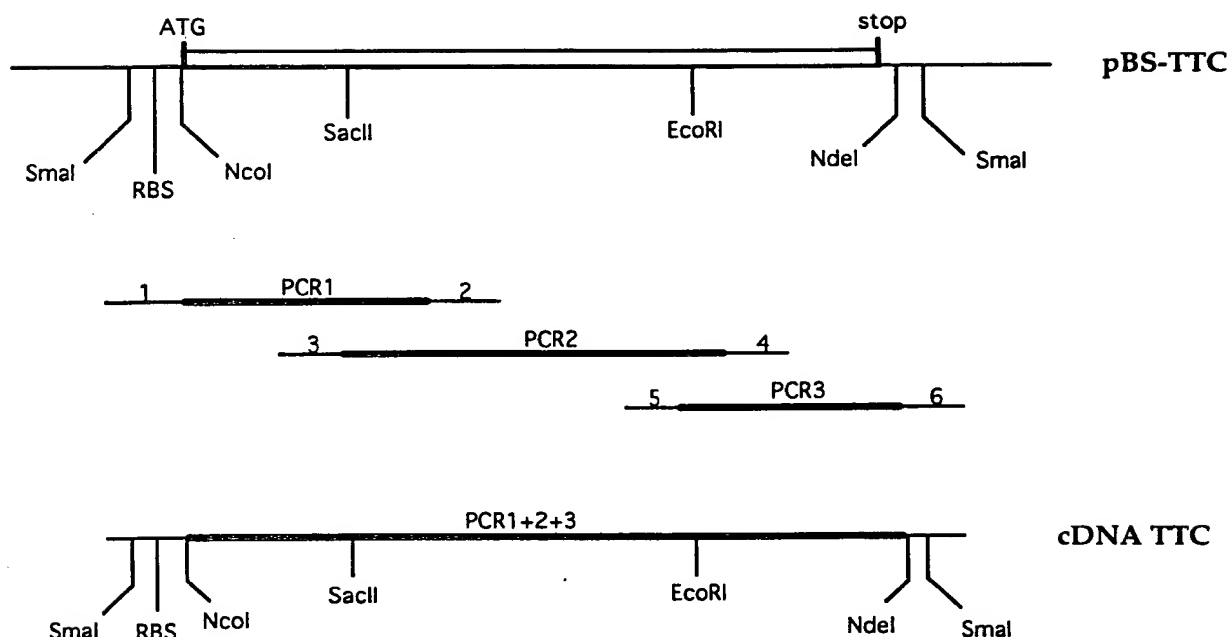 ATG stop
pBS-TTC
SacII EcoRI
SmaI RBS NcoI NdeI SmaI
1 PCR1 2
3 PCR2 4
5 PCR3 6
PCR1+2+3
cDNA TTC
SacII EcoRI
SmaI RBS NcoI NdeI SmaI